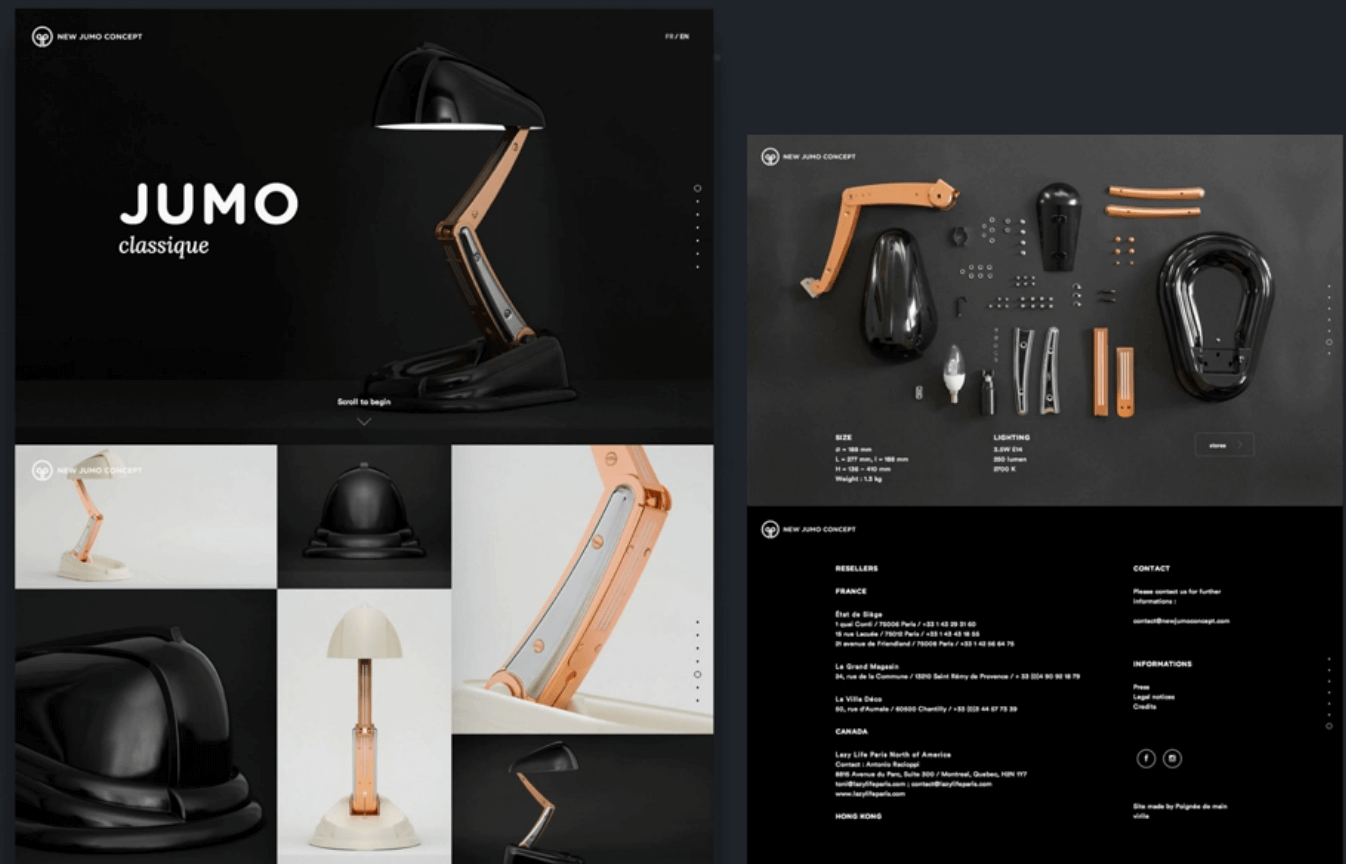 NEW JUMO CONCEPT
FR / EN
JUMO
classique
Scroll to begin
NEW JUMO CONCEPT
NEW JUMO CONCEPT
SIZE
Ø = 168 mm
L = 277 mm, l = 168 mm
H = 136 – 410 mm
Weight : 1.3 kg
LIGHTING
3.5W E14
250 lumen
2700 K
stores
NEW JUMO CONCEPT
RESELLERS
FRANCE
État de Siège
1 quai Conti / 75006 Paris / +33 1 43 29 31 60
15 rue Lacuée / 75012 Paris / +33 1 43 43 16 55
21 avenue de Friendland / 75008 Paris / +33 1 43 56 64 75
Le Grand Magasin
24, rue de la Commune / 13210 Saint Rémy de Provence / + 33 (0)4 90 92 18 79
La Ville Déco
50, rue d'Aumale / 60500 Chantilly / +33 (0)3 44 57 73 39
CANADA
Lazy Life Paris North of America
Contact : Antonio Racioppi
8815 Avenue du Parc, Suite 300 / Montreal, Quebec, H2N 1Y7
toni@lazylifeparis.com ; contact@lazylifeparis.com
www.lazylifeparis.com
HONG KONG
CONTACT
Please contact us for further
informations :
contact@newjumoconcept.com
INFORMATIONS
Press
Legal notices
Credits
Site made by Poignée de main
virile